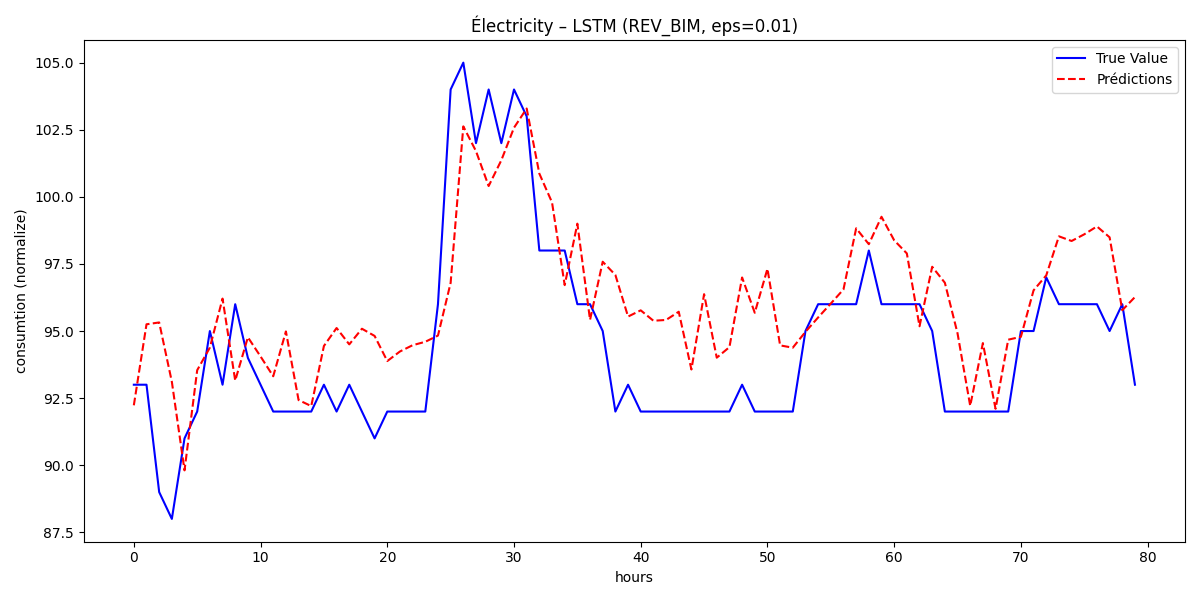 Électricity – LSTM (REV_BIM, eps=0.01)
True Value
Prédictions
consumtion (normalize)
105.0
102.5
100.0
97.5
95.0
92.5
90.0
87.5
0 10 20 30 40 50 60 70 80
hours